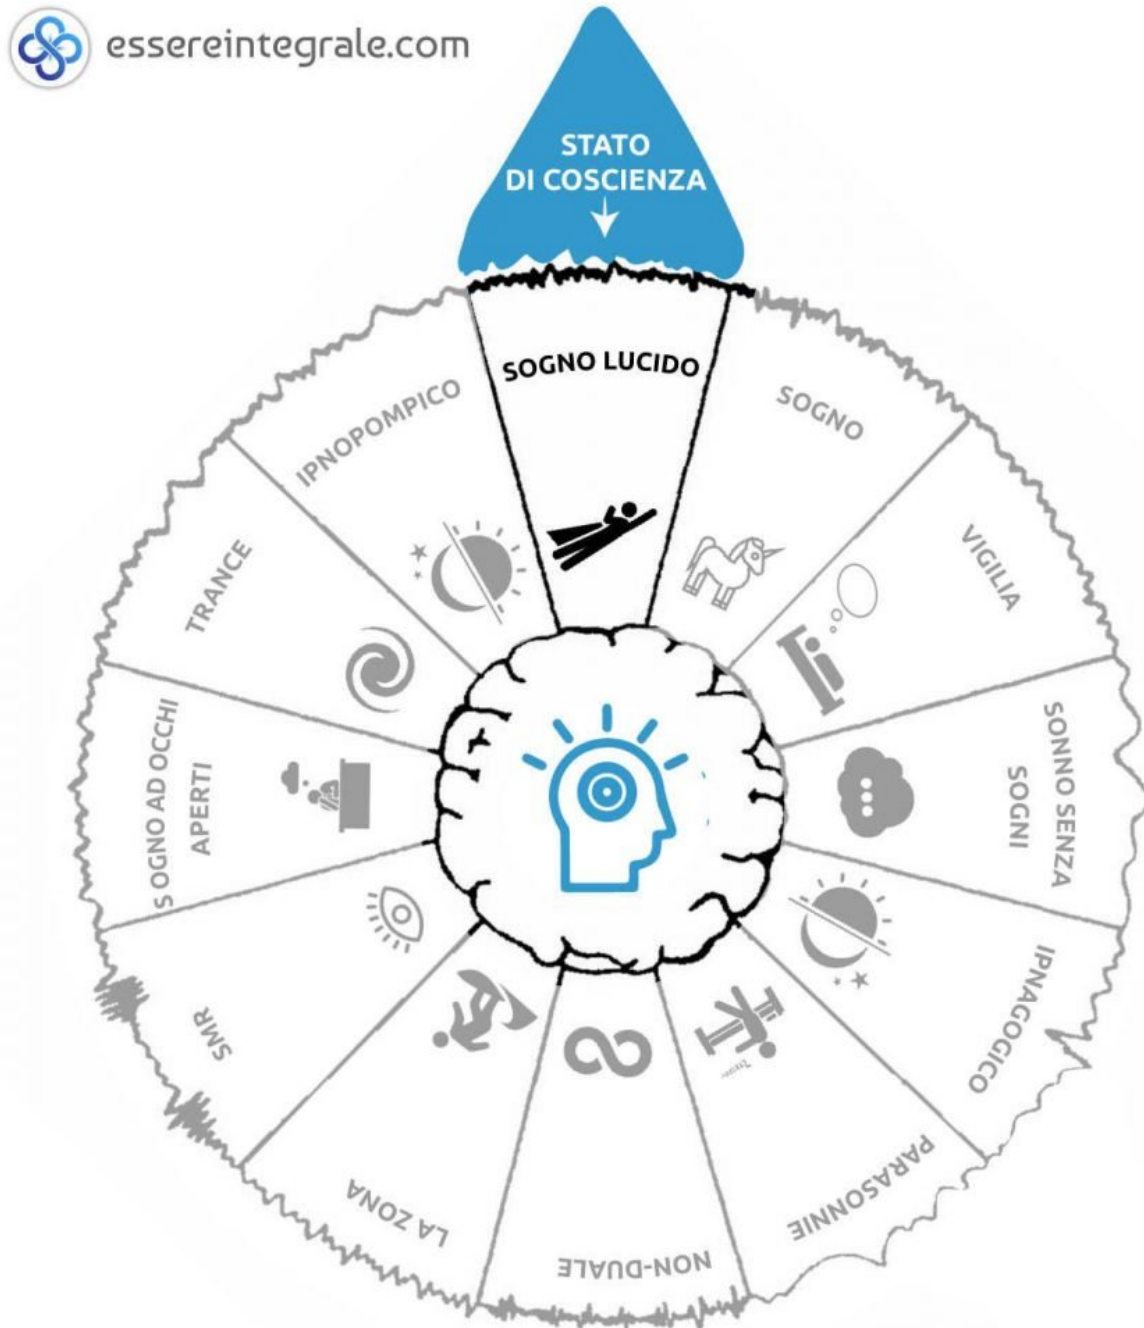 essereintegrale.com
STATO
DI COSCIENZA
SOGNO LUCIDO
SOGNO
VIGILIA
SONNO SENZA
SOGNI
IPNAGOGICO
PARASONNIE
NON-DUALE
LA ZONA
SMR
S OGNO AD OCCHI
APERTI
TRANCE
IPNOPOMPICO